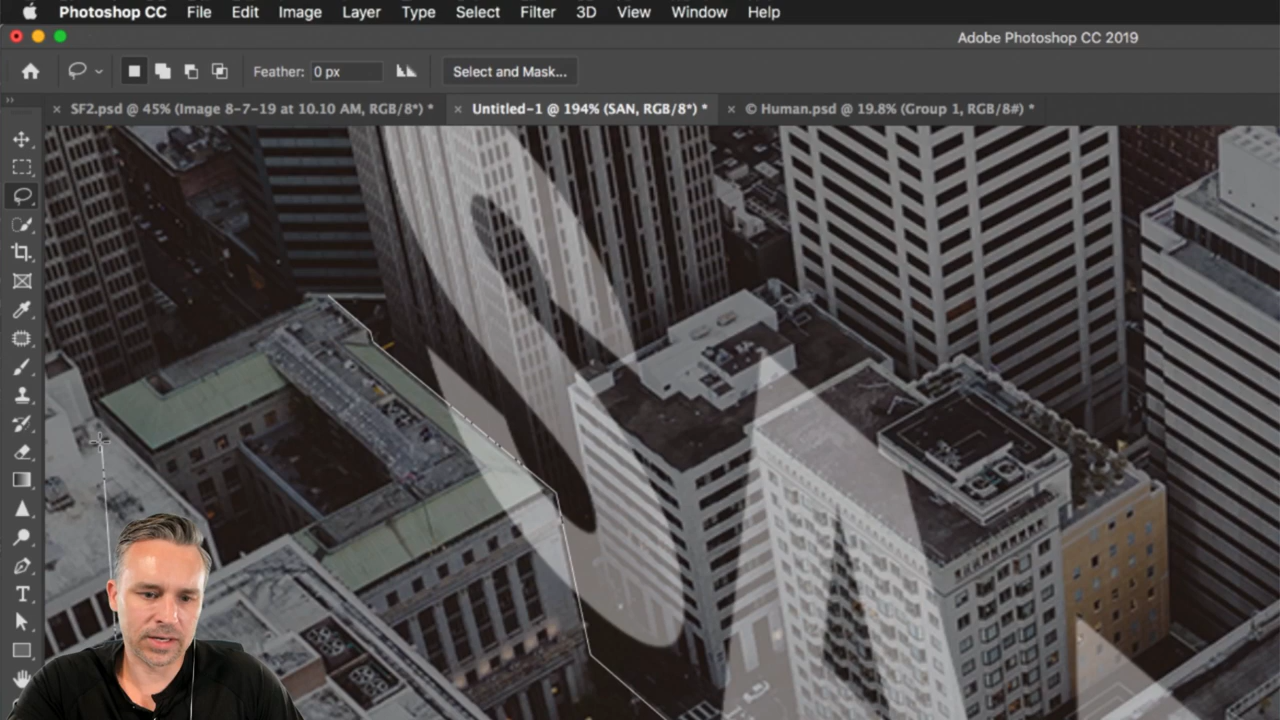 Photoshop CC File Edit Image Layer Type Select Filter 3D View Window Help
Adobe Photoshop CC 2019
Feather: 0 px Select and Mask...
SF2.psd @ 45% (Image 8-7-19 at 10.10 AM, RGB/8*) * Untitled-1 @ 194% (SAN, RGB/8*) * © Human.psd @ 19.8% (Group 1, RGB/8#) *
SA